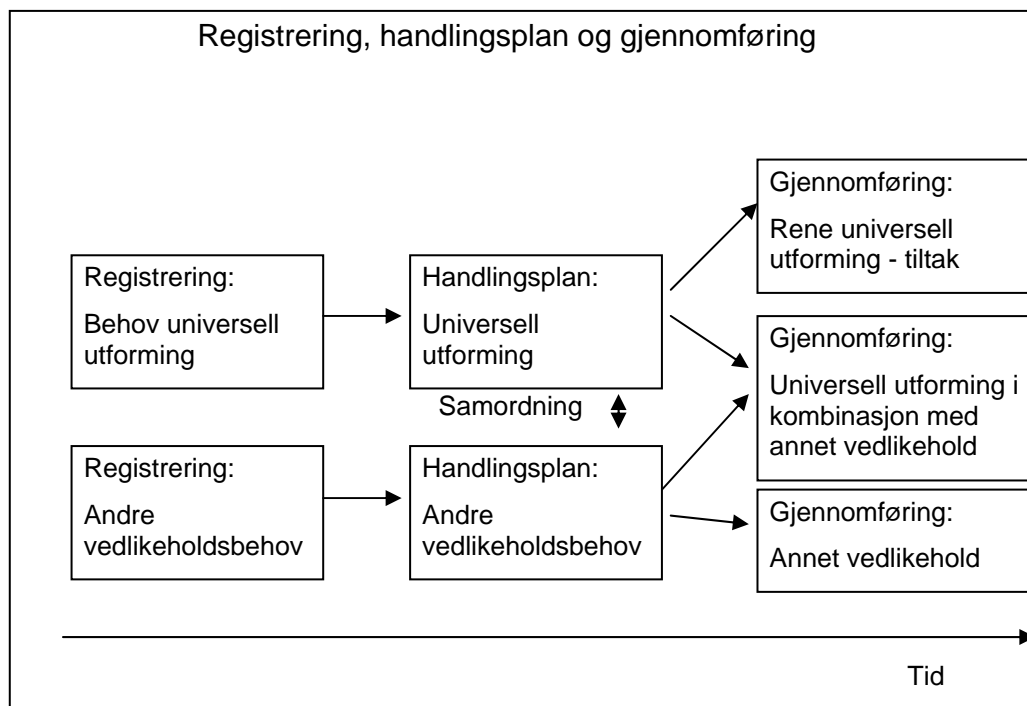 Registrering, handlingsplan og gjennomføring
Registrering:
Behov universell
utforming
Handlingsplan:
Universell
utforming
Gjennomføring:
Rene universell
utforming - tiltak
Gjennomføring:
Universell utforming i
kombinasjon med
annet vedlikehold
Samordning
Registrering:
Andre
vedlikeholdsbehov
Handlingsplan:
Andre
vedlikeholdsbehov
Gjennomføring:
Annet vedlikehold
Tid